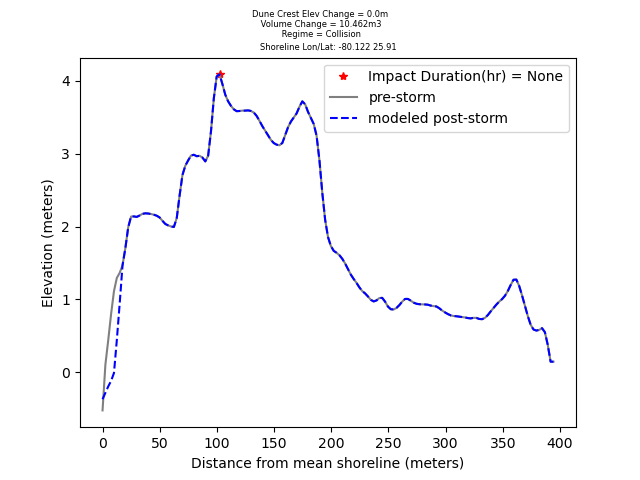 Dune Crest Elev Change = 0.0m
Volume Change = 10.462m3
Regime = Collision
Shoreline Lon/Lat: -80.122 25.91
Impact Duration(hr) = None
pre-storm
modeled post-storm
4
3
2
1
0
Elevation (meters)
0 50 100 150 200 250 300 350 400
Distance from mean shoreline (meters)